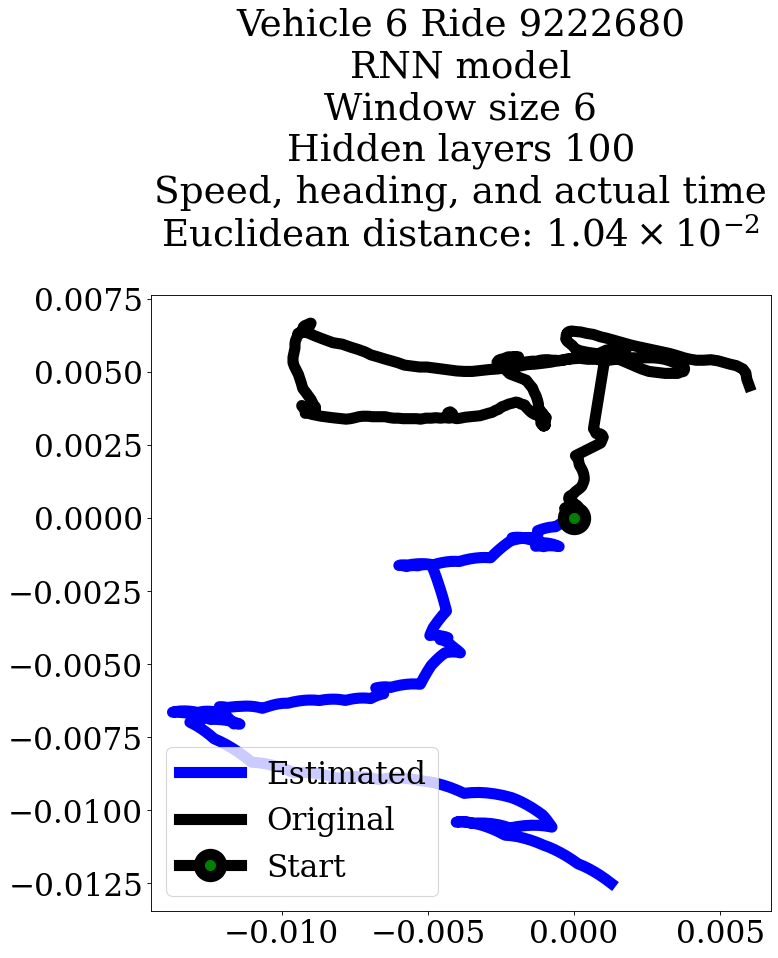 Vehicle 6 Ride 9222680
RNN model
Window size 6
Hidden layers 100
Speed, heading, and actual time
Euclidean distance: 1.04 × 10⁻²
0.0075
0.0050
0.0025
0.0000
−0.0025
−0.0050
−0.0075
−0.0100
−0.0125
Estimated
Original
Start
−0.010 −0.005 0.000 0.005